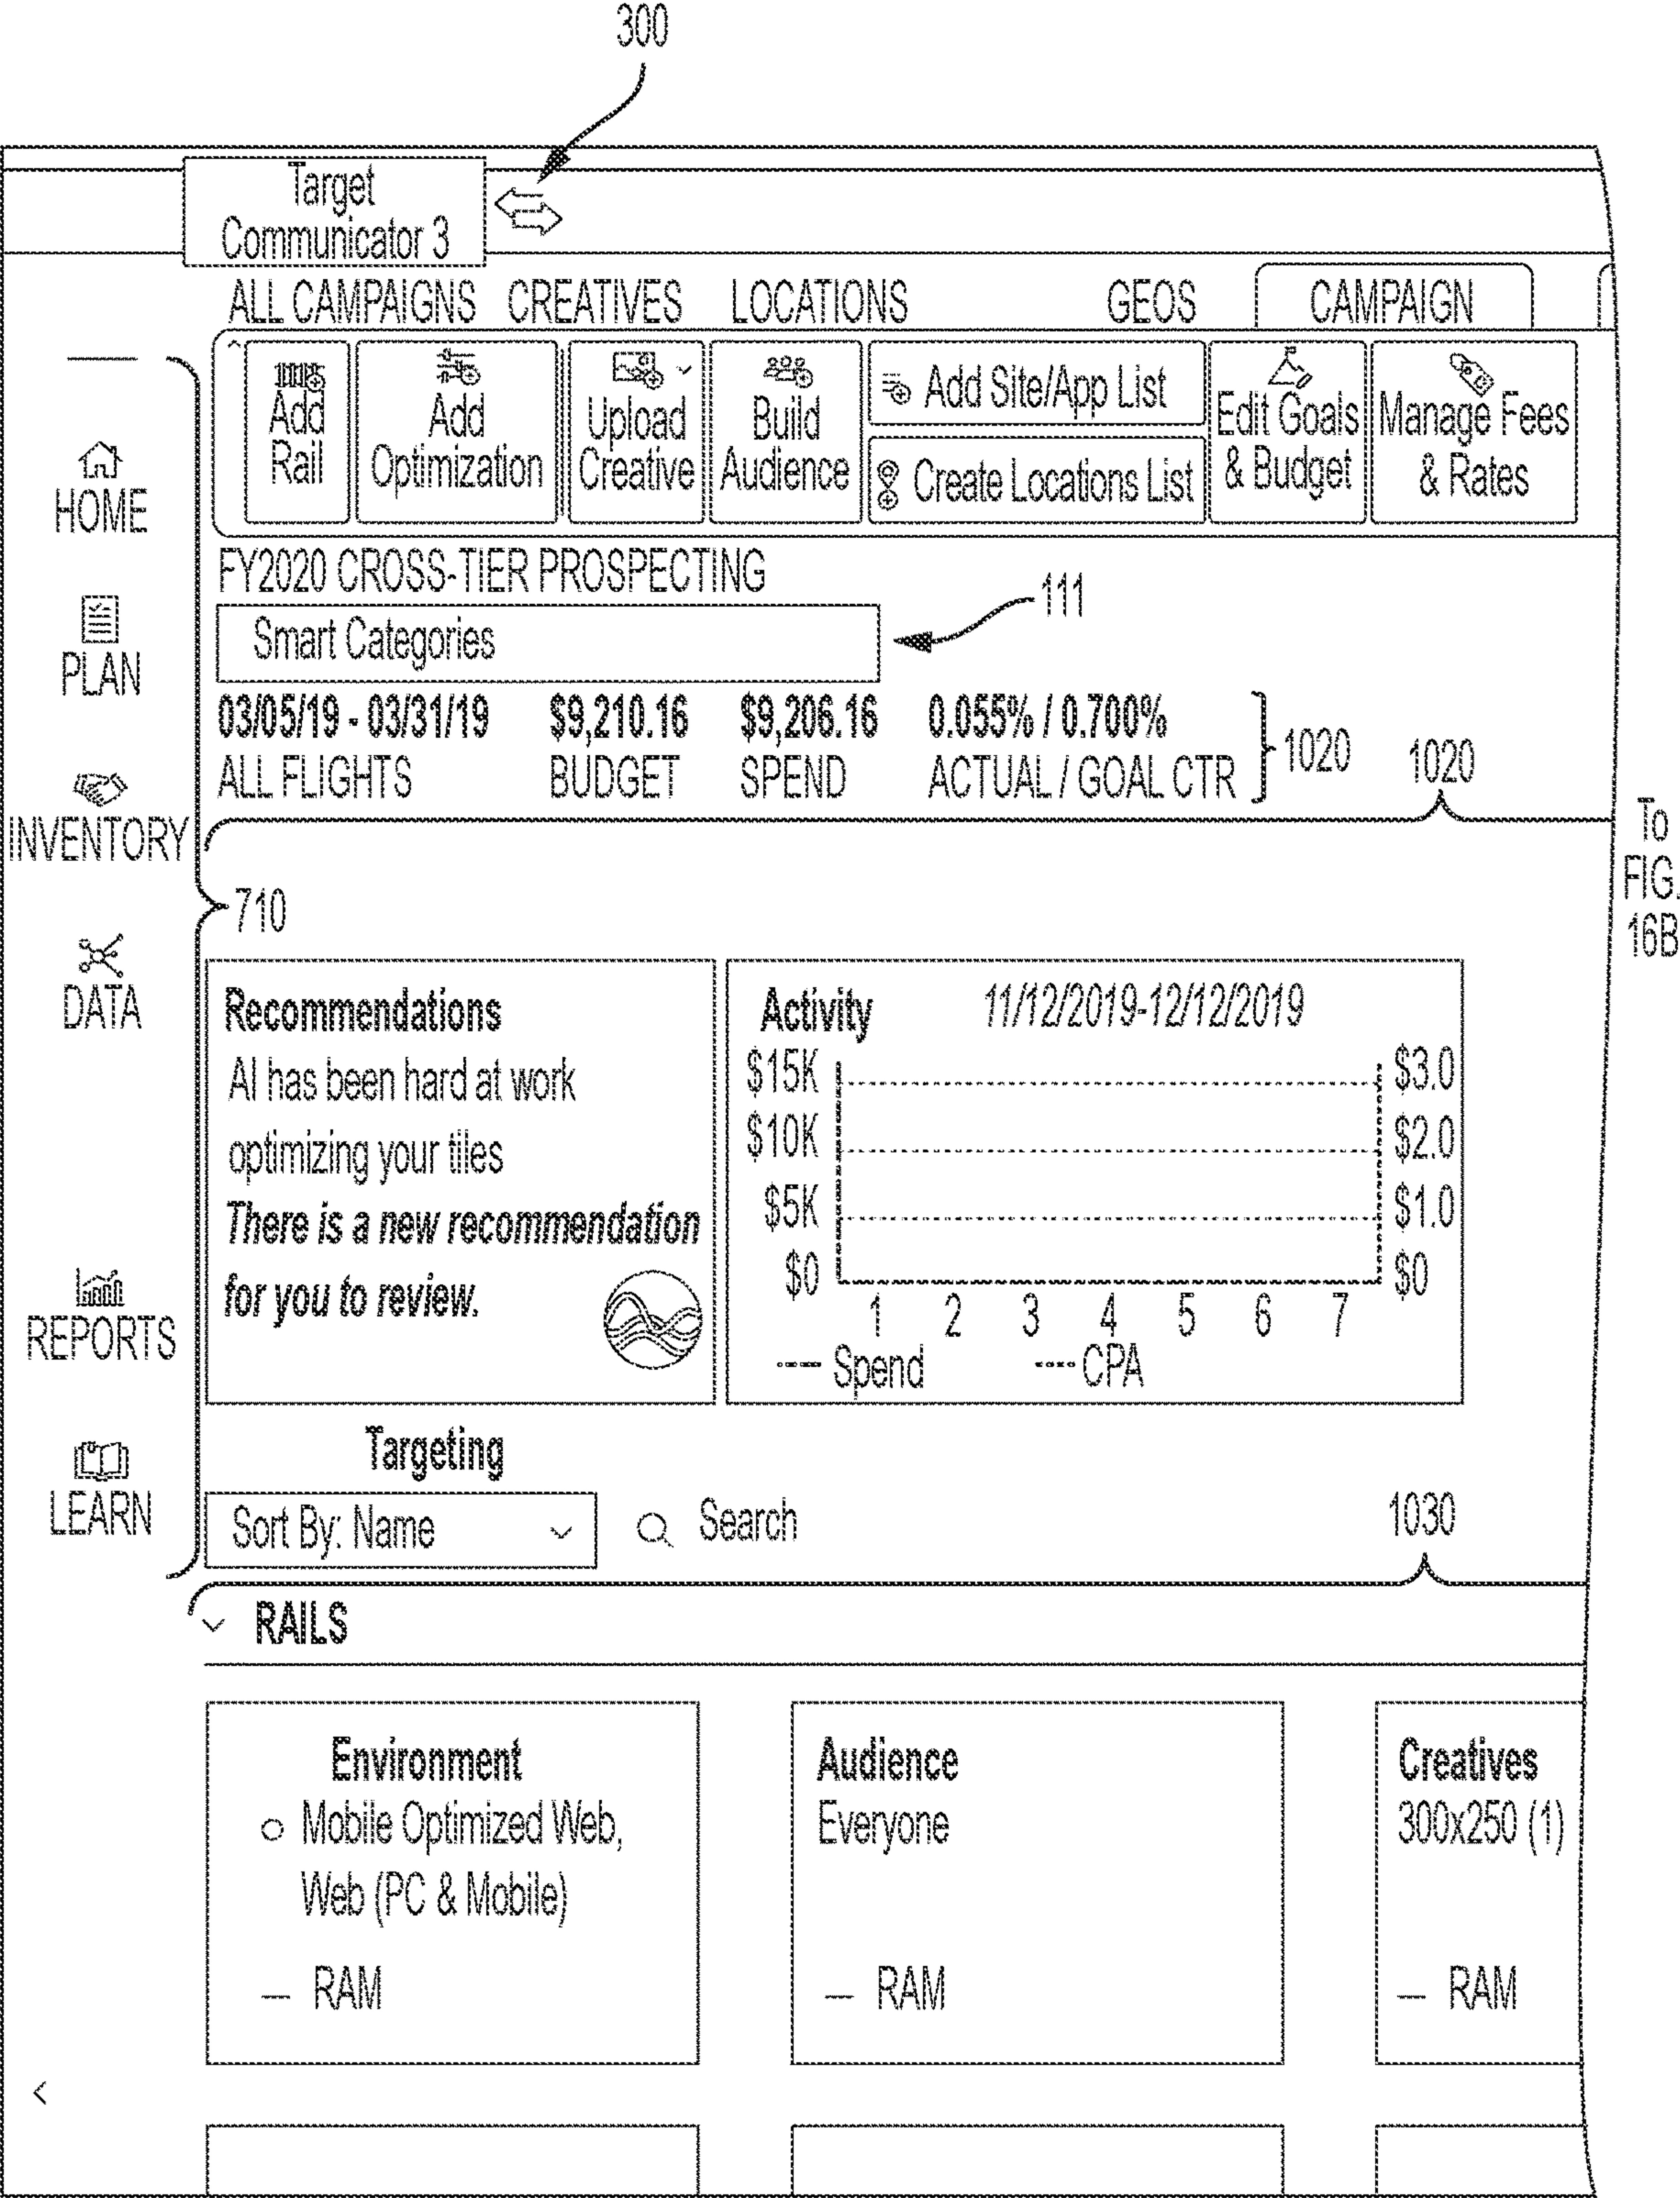 300
Target
Communicator 3
ALL CAMPAIGNS CREATIVES LOCATIONS GEOS CAMPAIGN
Add
Rail
Add
Optimization
Upload
Creative
Build
Audience
Add Site/App List
Create Locations List
Edit Goals
& Budget
Manage Fees
& Rates
HOME
PLAN
INVENTORY
DATA
REPORTS
LEARN
710
FY2020 CROSS-TIER PROSPECTING
Smart Categories
111
03/05/19 - 03/31/19 $9,210.16 $9,206.16 0.055% / 0.700%
ALL FLIGHTS BUDGET SPEND ACTUAL / GOAL CTR
1020
1020
To
FIG.
16B
Recommendations
AI has been hard at work
optimizing your tiles
There is a new recommendation
for you to review.
Activity 11/12/2019-12/12/2019
$15K $3.0
$10K $2.0
$5K $1.0
$0 $0
1 2 3 4 5 6 7
Spend CPA
Targeting
Sort By: Name Search
1030
RAILS
Environment
Mobile Optimized Web,
Web (PC & Mobile)
RAM
Audience
Everyone
RAM
Creatives
300x250 (1)
RAM